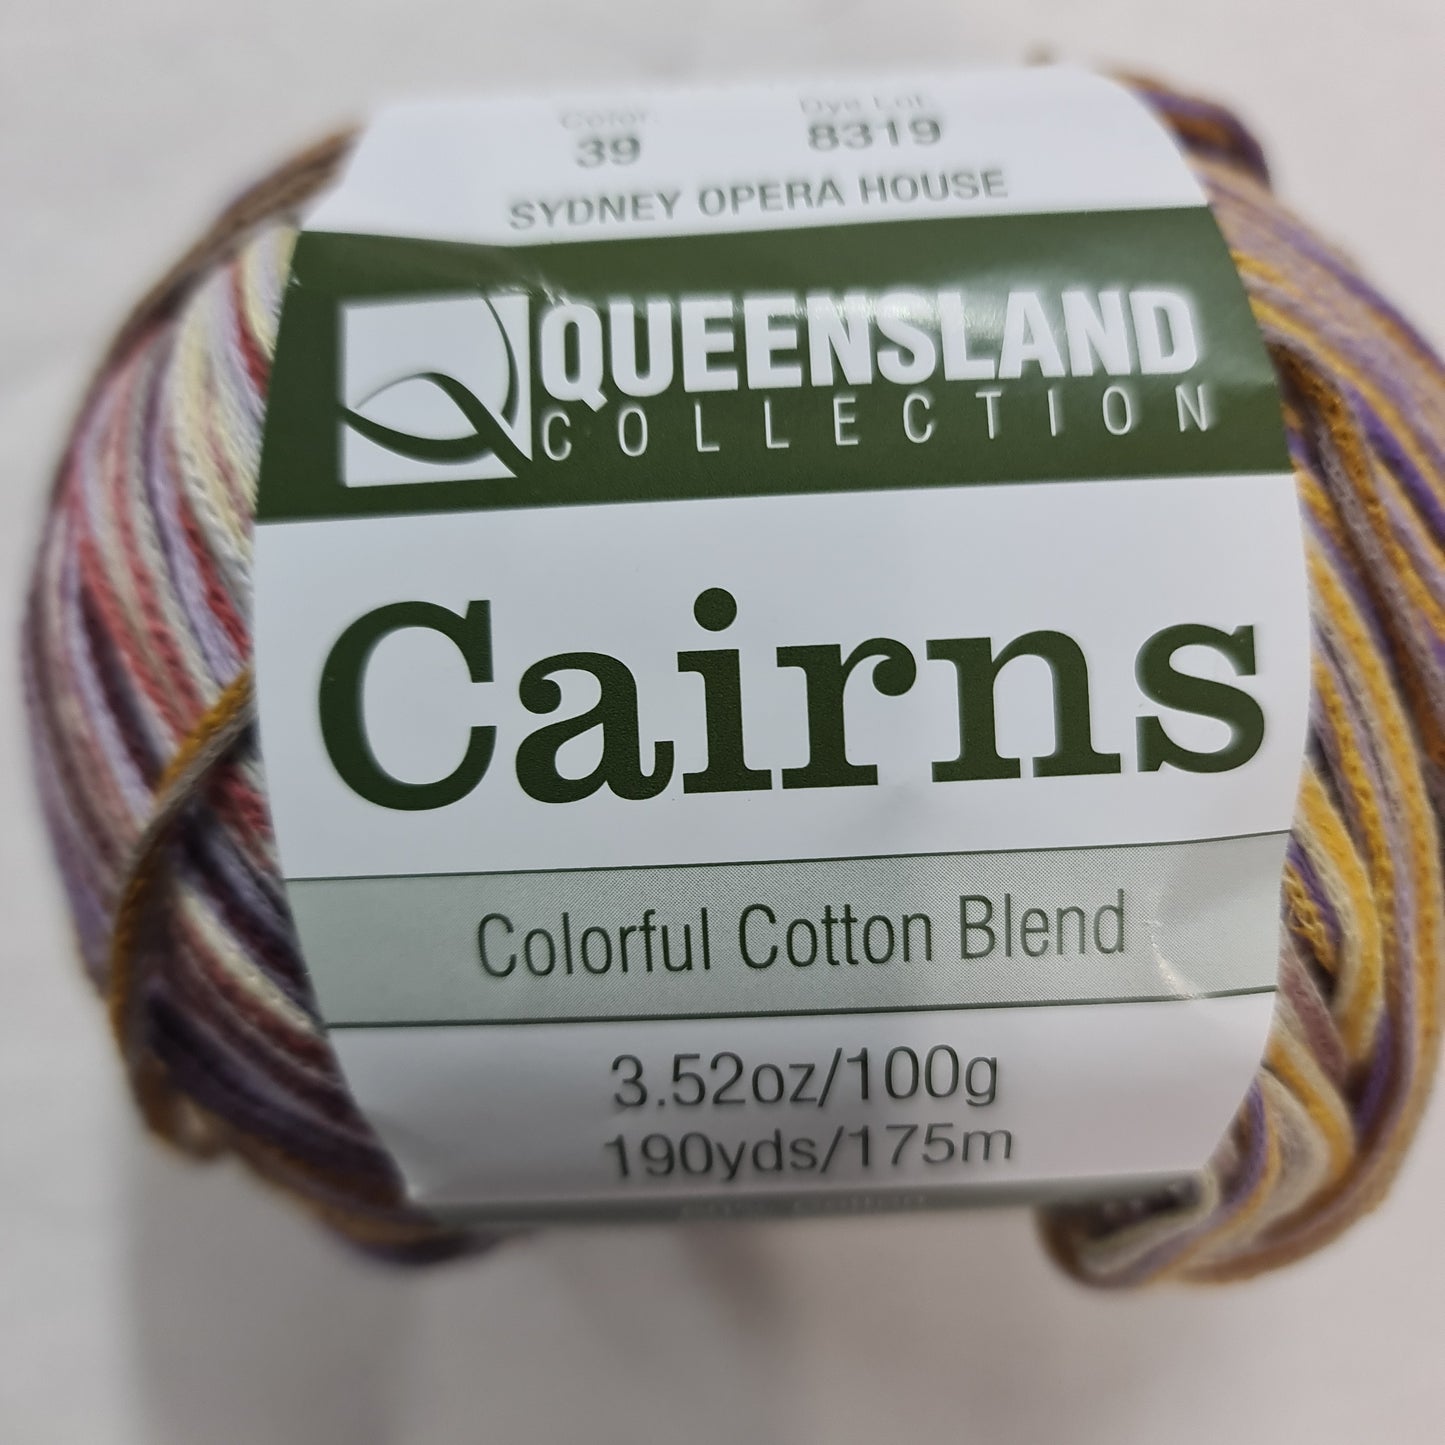 Color: Dye Lot:
39 8319
SYDNEY OPERA HOUSE
QUEENSLAND
COLLECTION
Cairns
Colorful Cotton Blend
3.52oz/100g
190yds/175m